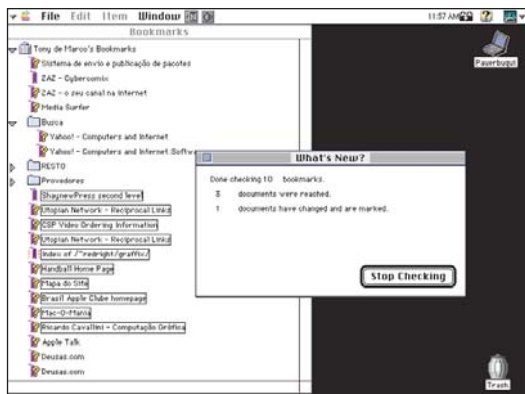 File Edit Item Window
11:57 AM
Bookmarks
Tony de Marco's Bookmarks
Sistema de envio e publicação de pacotes
ZAZ - Cybercomix
ZAZ - o seu canal na internet
Media Surfer
Busca
Yahoo! - Computers and Internet
Yahoo! - Computers and Internet:Softwa
RESTO
Provedores
ShaynewPress second level
Utopian Network - Reciprocal Links
CSP Video Ordering Information
Utopian Network - Reciprocal Links
Index of /~redright/graffix/
Handball Home Page
Mapa do Site
Brasil Apple Clube homepage
Mac-O-Mania
Ricardo Cavallini - Computação Gráfica
Apple Talk
Deusas.com
Deusas.com
What's New?
Done checking 10 bookmarks.
3 documents were reached.
1 documents have changed and are marked.
Stop Checking
Trash